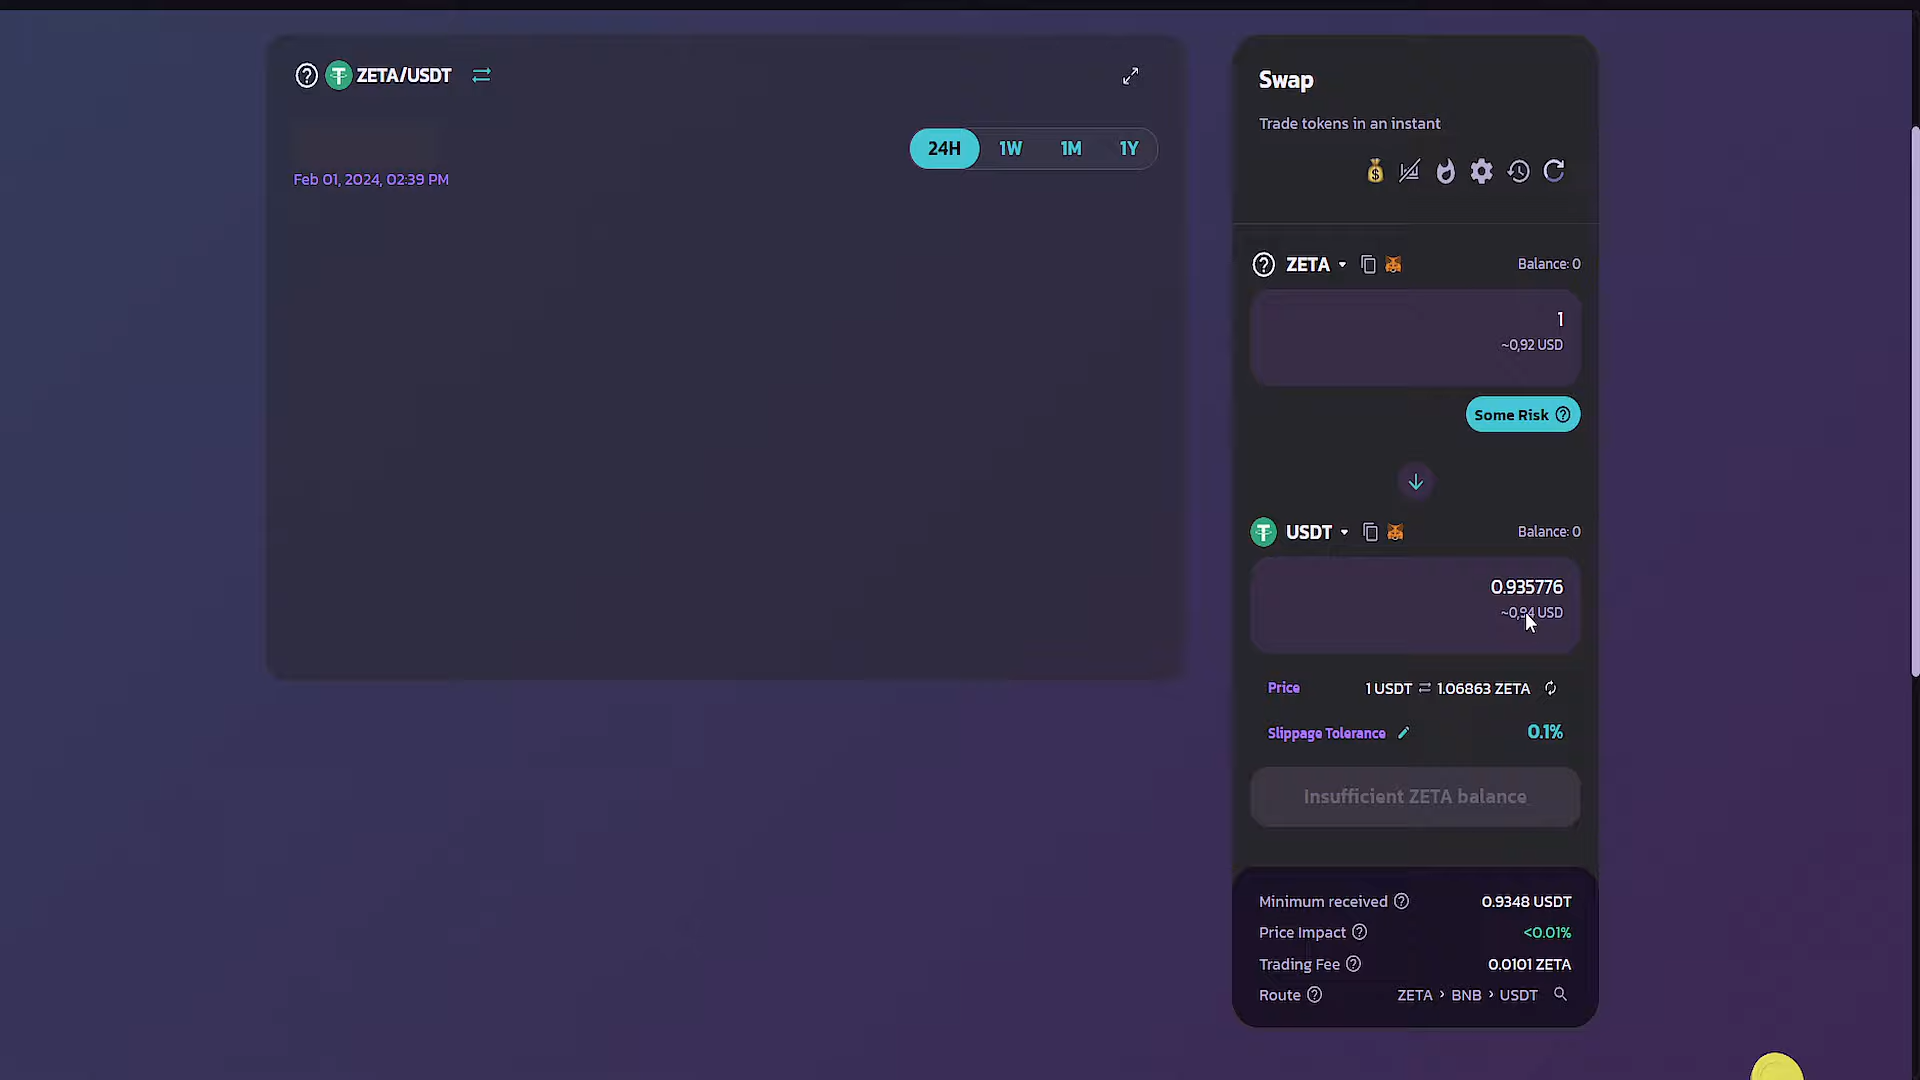 ZETA/USDT
24H 1W 1M 1Y
Feb 01, 2024, 02:39 PM
Swap
Trade tokens in an instant
ZETA Balance: 0
1
~0,92 USD
Some Risk
USDT Balance: 0
0.935776
~0,94 USD
Price 1 USDT ⇄ 1.06863 ZETA
Slippage Tolerance 0.1%
Insufficient ZETA balance
Minimum received 0.9348 USDT
Price Impact <0.01%
Trading Fee 0.0101 ZETA
Route ZETA > BNB > USDT